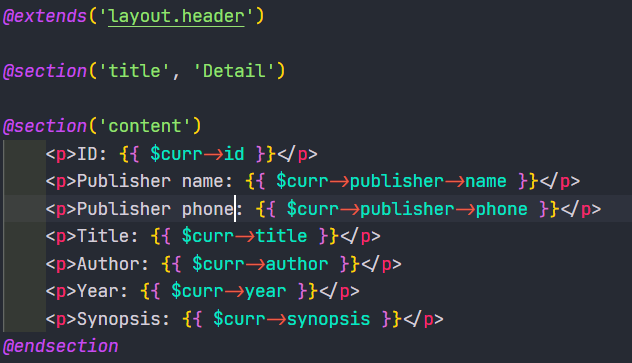 @extends('layout.header')
@section('title', 'Detail')
@section('content')
<p>ID: {{ $curr->id }}</p>
<p>Publisher name: {{ $curr->publisher->name }}</p>
<p>Publisher phone: {{ $curr->publisher->phone }}</p>
<p>Title: {{ $curr->title }}</p>
<p>Author: {{ $curr->author }}</p>
<p>Year: {{ $curr->year }}</p>
<p>Synopsis: {{ $curr->synopsis }}</p>
@endsection